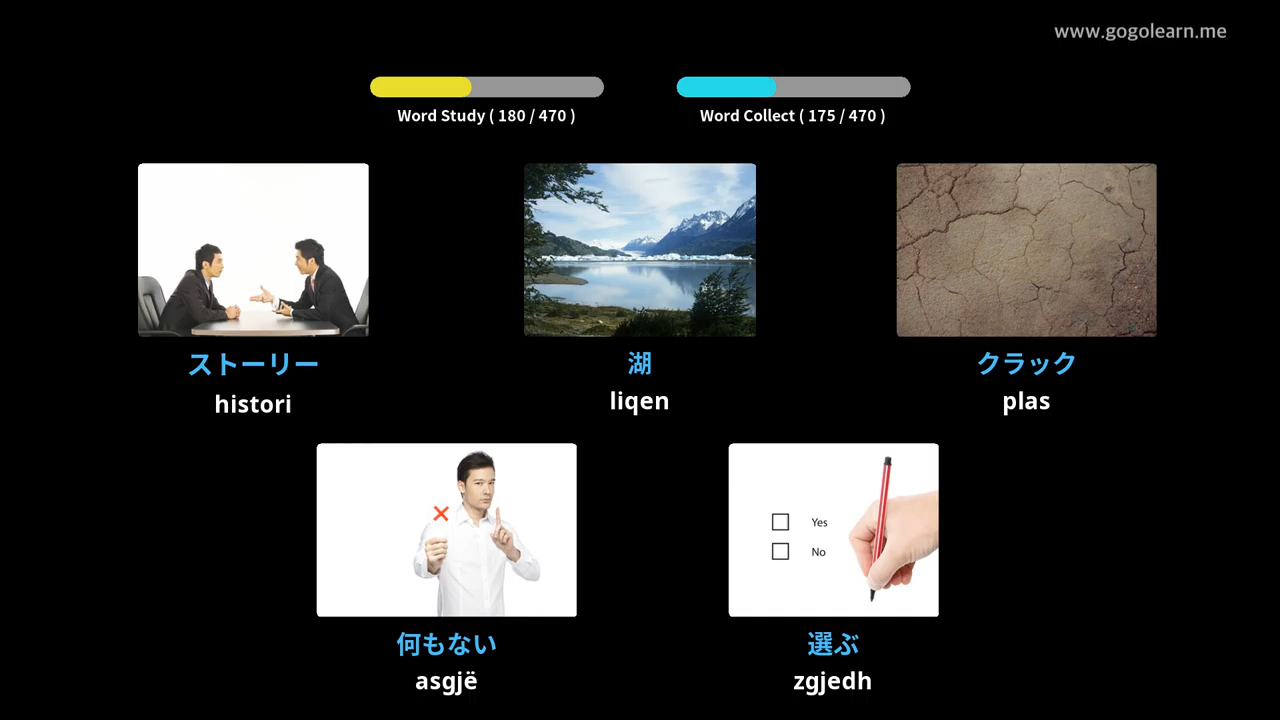 www.gogolearn.me
Word Study ( 180 / 470 )
Word Collect ( 175 / 470 )
ストーリー
histori
湖
liqen
クラック
plas
Yes
No
何もない
asgjë
選ぶ
zgjedh